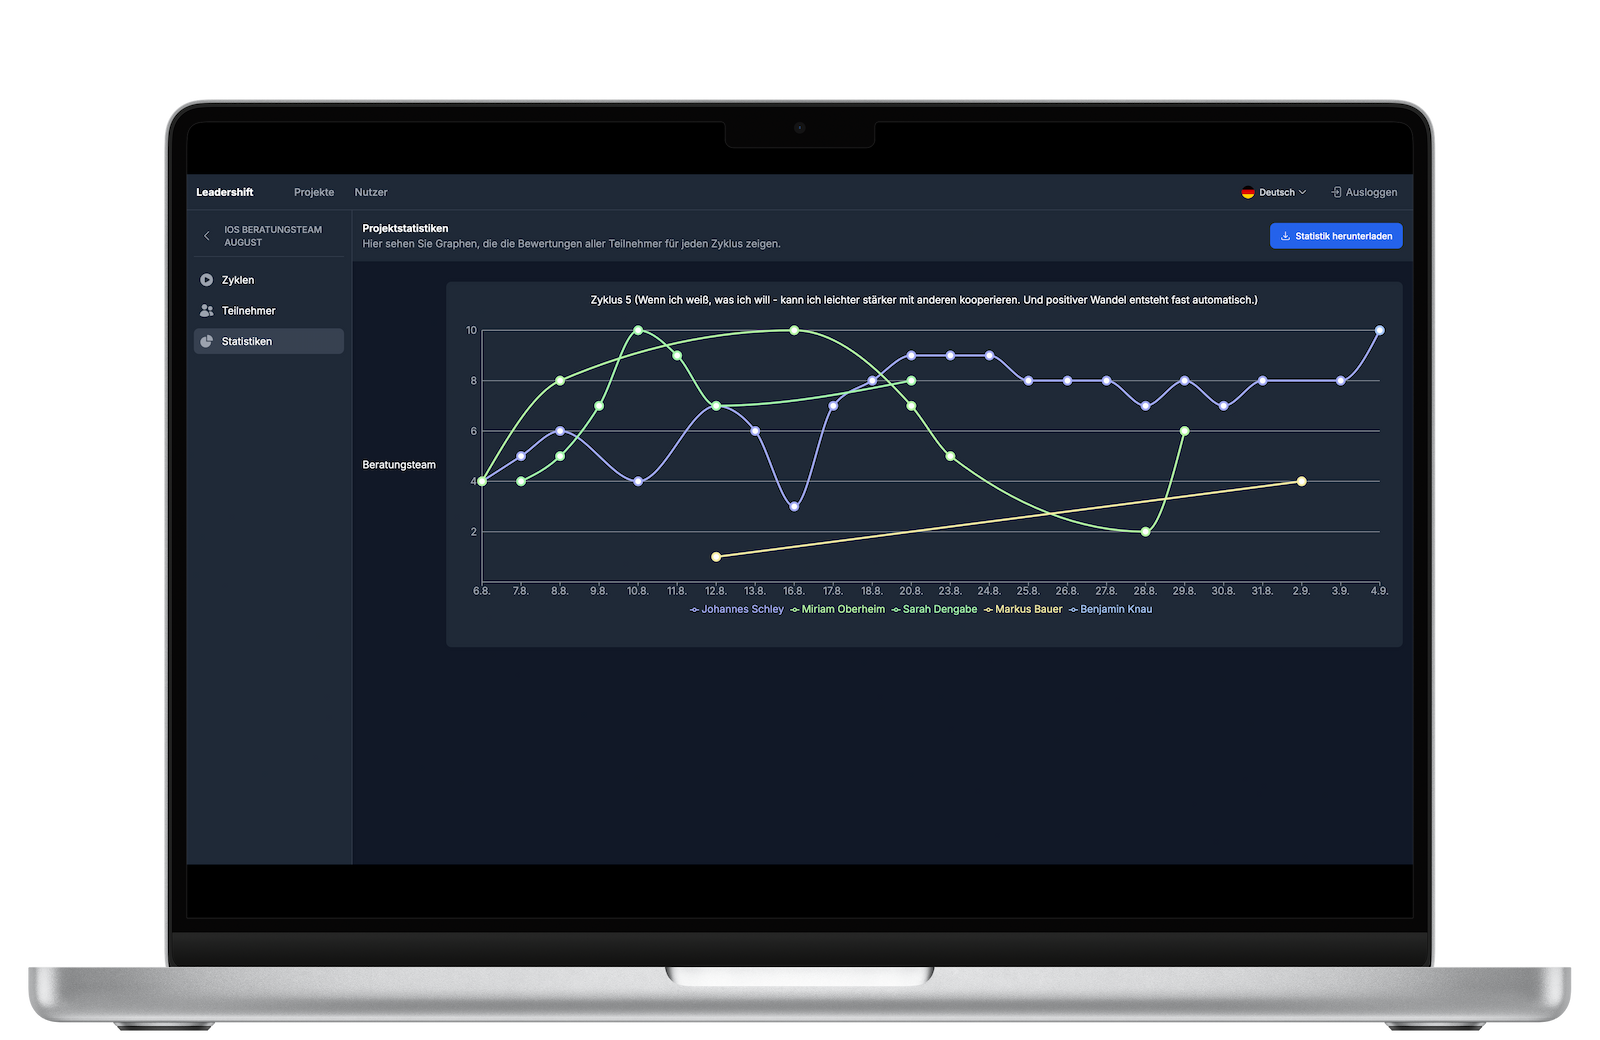 Leadershift Projekte Nutzer Deutsch Ausloggen
IOS BERATUNGSTEAM
AUGUST
Zyklen
Teilnehmer
Statistiken
Projektstatistiken
Hier sehen Sie Graphen, die die Bewertungen aller Teilnehmer für jeden Zyklus zeigen.
Statistik herunterladen
Beratungsteam
Zyklus 5 (Wenn ich weiß, was ich will - kann ich leichter stärker mit anderen kooperieren. Und positiver Wandel entsteht fast automatisch.)
10
8
6
4
2
6.8. 7.8. 8.8. 9.8. 10.8. 11.8. 12.8. 13.8. 16.8. 17.8. 18.8. 20.8. 23.8. 24.8. 25.8. 26.8. 27.8. 28.8. 29.8. 30.8. 31.8. 2.9. 3.9. 4.9.
Johannes Schley Miriam Oberheim Sarah Dengabe Markus Bauer Benjamin Knau